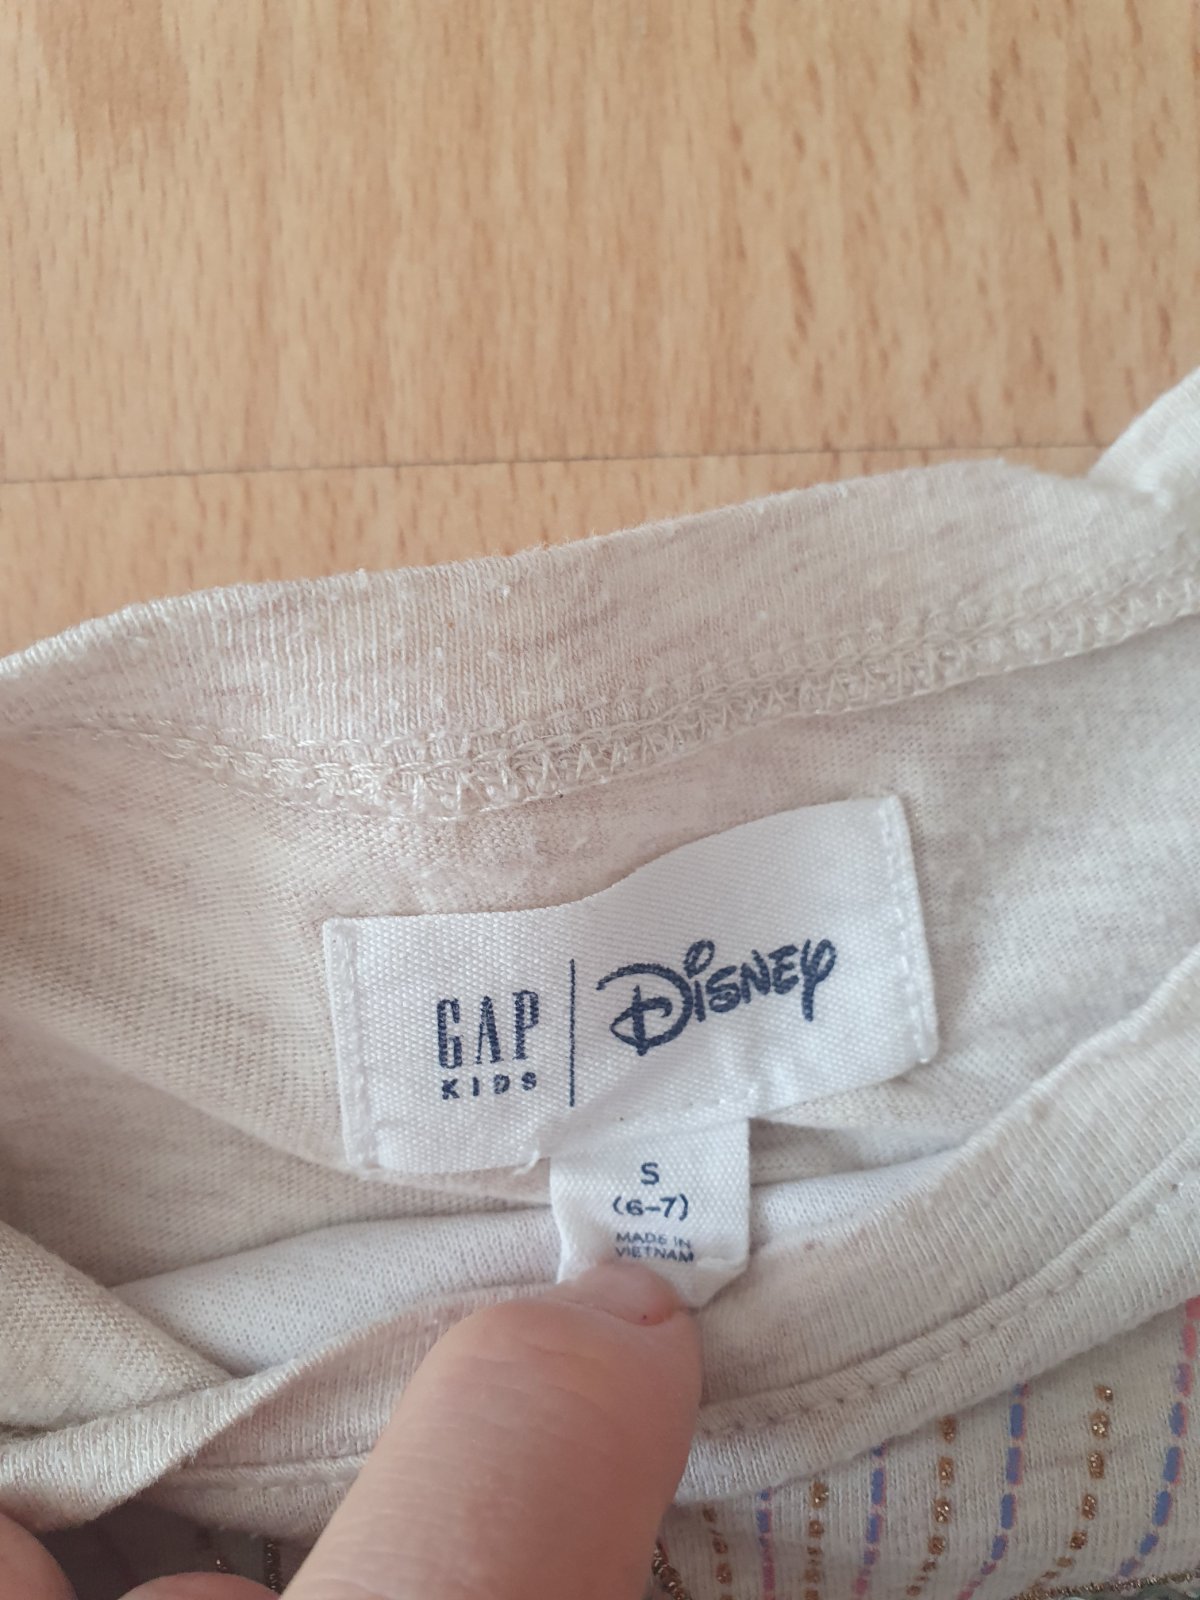 GAP
KIDS
Disney
S
(6-7)
MADE IN
VIETNAM